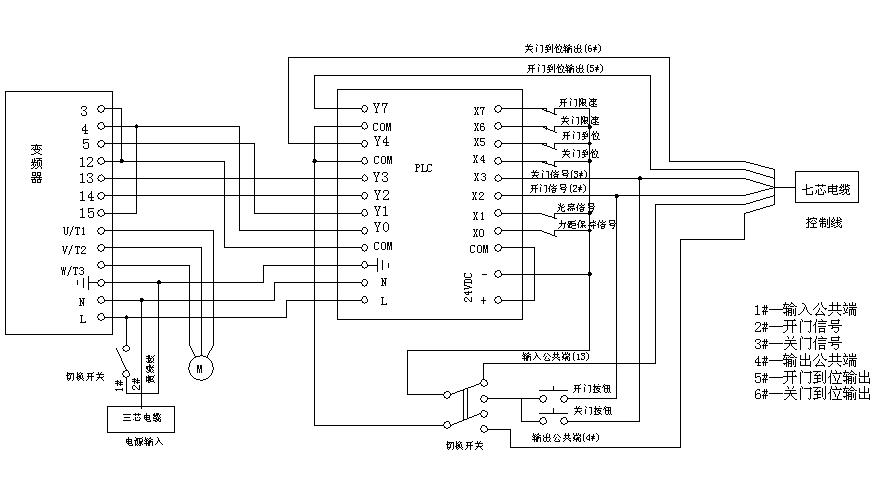 关门到位输出(6#)
开门到位输出(5#)
变频器
3
4
5
12
13
14
15
U/T1
V/T2
W/T3
N
L
Y7
COM
Y4
COM
Y3
Y2
Y1
Y0
COM
N
L
PLC
X7
X6
X5
X4
X3
X2
X1
X0
COM
24VDC
-
+
开门限速
关门限速
开门到位
关门到位
关门信号(3#)
开门信号(2#)
光幕信号
力距保护信号
七芯电缆
控制线
1#—输入公共端
2#—开门信号
3#—关门信号
4#—输出公共端
5#—开门到位输出
6#—关门到位输出
M
切换开关
1#
2#
三芯电缆
电源输入
输入公共端(13)
开门按钮
关门按钮
输出公共端(4#)
切换开关